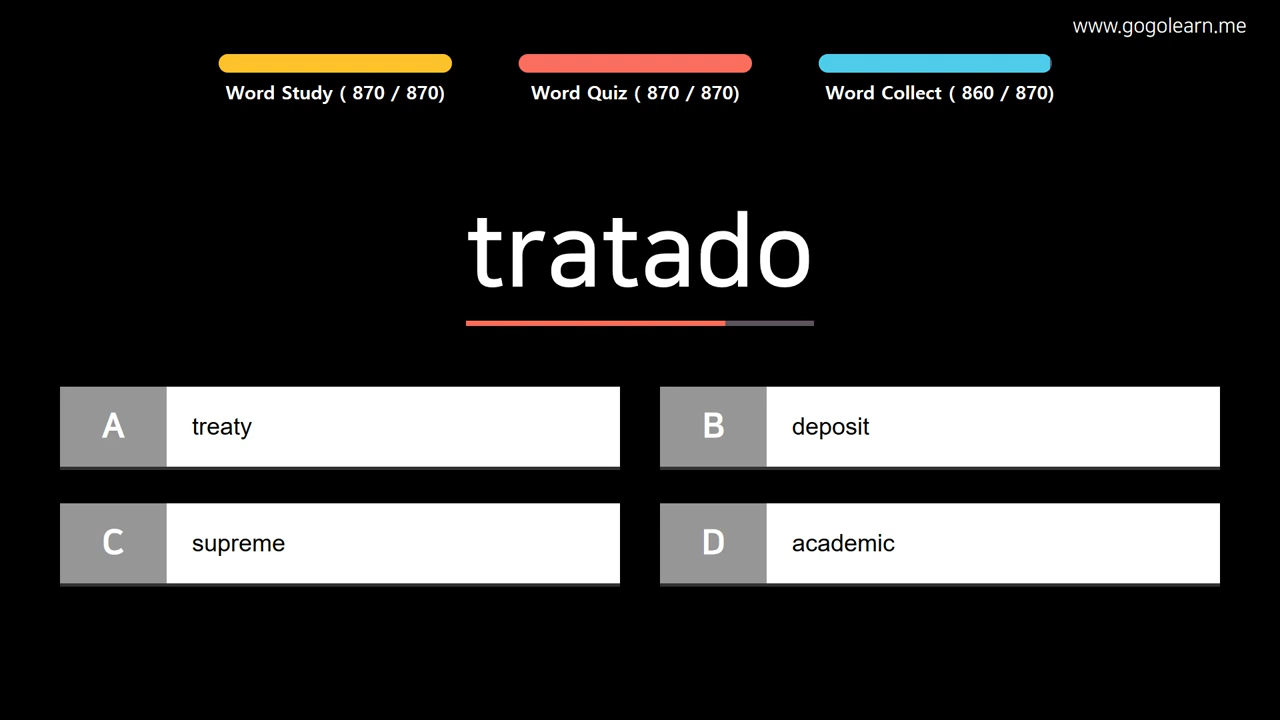 www.gogolearn.me
Word Study ( 870 / 870)
Word Quiz ( 870 / 870)
Word Collect ( 860 / 870)
tratado
A treaty
B deposit
C supreme
D academic